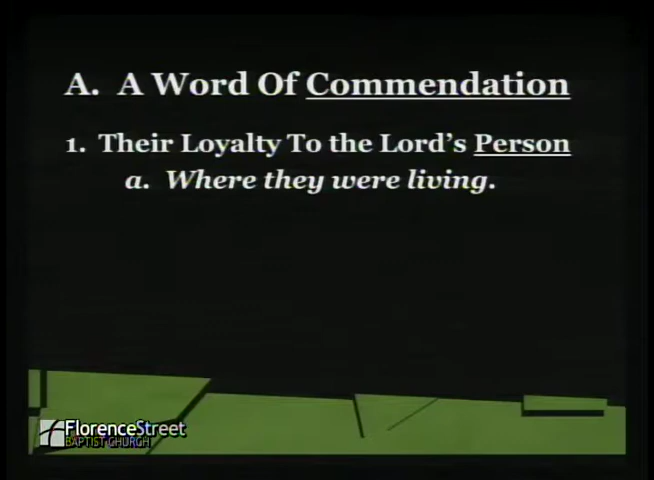 A. A Word Of Commendation
1. Their Loyalty To the Lord's Person
a. Where they were living.
FlorenceStreet
BAPTIST CHURCH